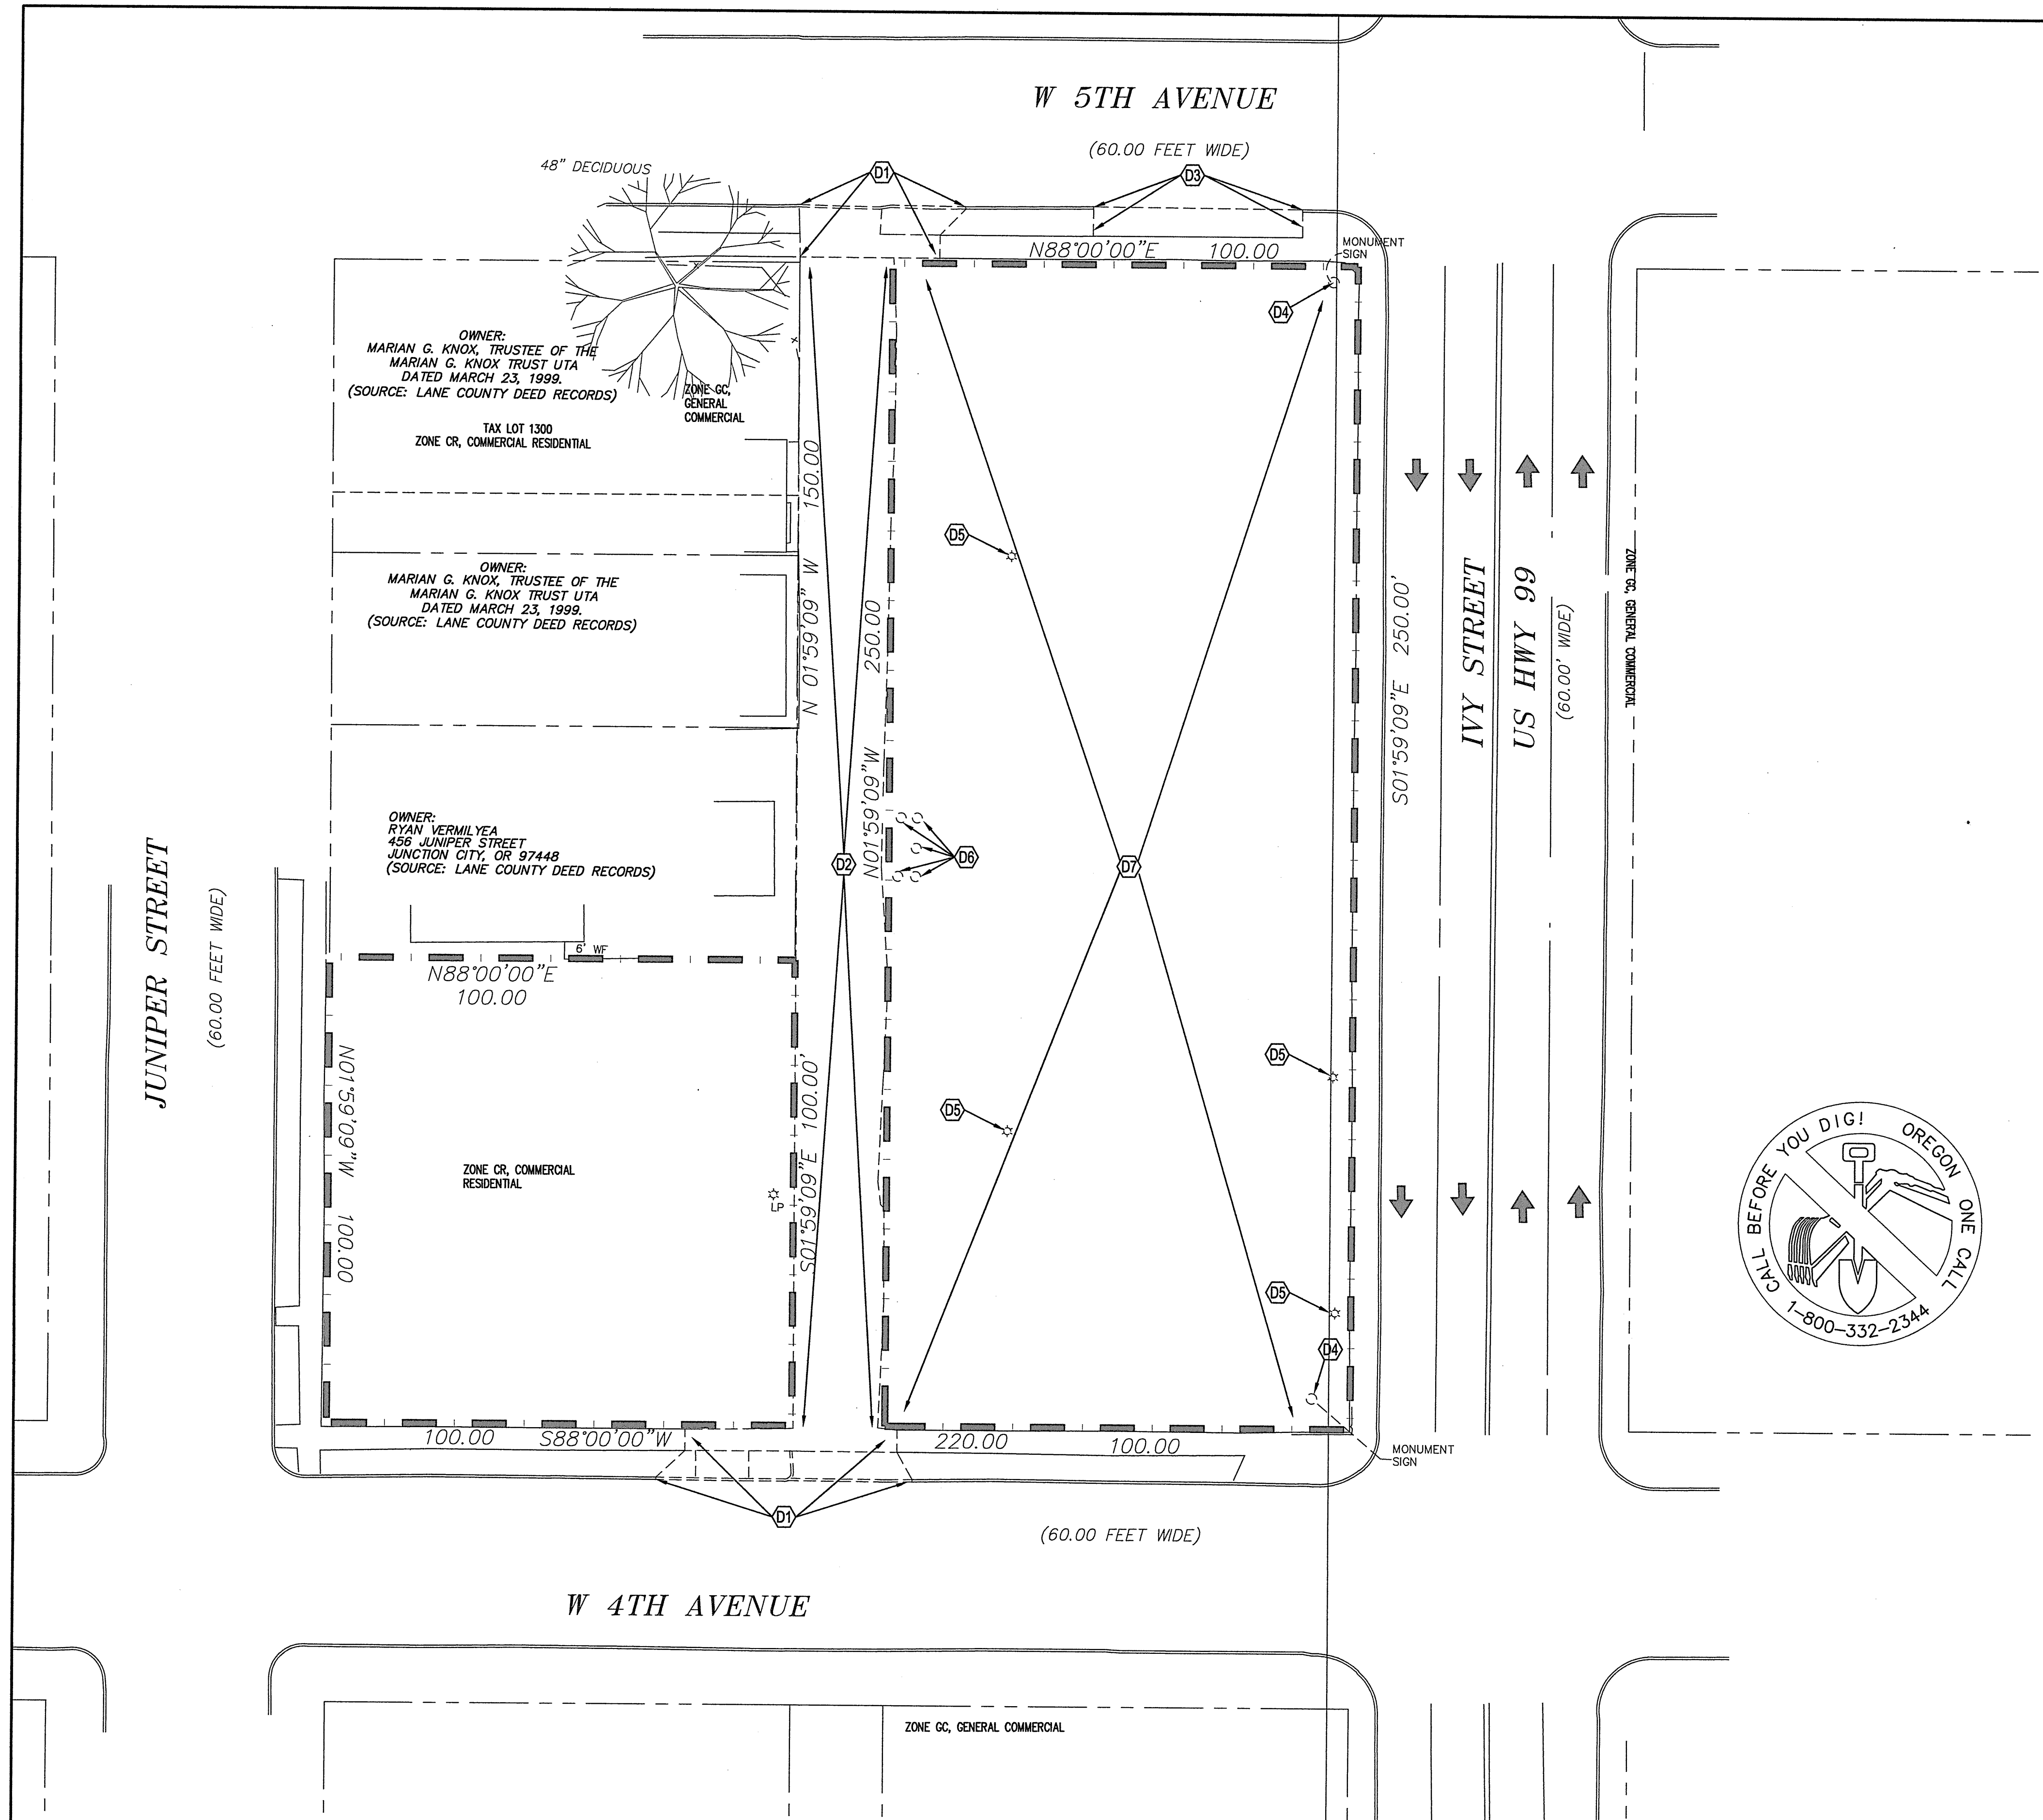 W 5TH AVENUE
(60.00 FEET WIDE)
48" DECIDUOUS
D1
D3
N88°00'00"E 100.00
MONUMENT
SIGN
D4
OWNER:
MARIAN G. KNOX, TRUSTEE OF THE
MARIAN G. KNOX TRUST UTA
DATED MARCH 23, 1999.
(SOURCE: LANE COUNTY DEED RECORDS)
ZONE GC,
GENERAL
COMMERCIAL
TAX LOT 1300
ZONE CR, COMMERCIAL RESIDENTIAL
N 01°59'09" W 150.00
N01°59'09"W 250.00
D5
OWNER:
MARIAN G. KNOX, TRUSTEE OF THE
MARIAN G. KNOX TRUST UTA
DATED MARCH 23, 1999.
(SOURCE: LANE COUNTY DEED RECORDS)
S01°59'09"E 250.00'
IVY STREET
US HWY 99
(60.00' WIDE)
ZONE GC, GENERAL COMMERCIAL
OWNER:
RYAN VERMILYEA
456 JUNIPER STREET
JUNCTION CITY, OR 97448
(SOURCE: LANE COUNTY DEED RECORDS)
D2
D6
D7
JUNIPER STREET
(60.00 FEET WIDE)
6' WF
N88°00'00"E
100.00
N01°59'09"W 100.00
S01°59'09"E 100.00'
D5
D5
ZONE CR, COMMERCIAL
RESIDENTIAL
LP
D5
D4
CALL BEFORE YOU DIG! OREGON ONE CALL
1-800-332-2344
100.00 S88°00'00"W
220.00 100.00
MONUMENT
SIGN
D1
(60.00 FEET WIDE)
W 4TH AVENUE
ZONE GC, GENERAL COMMERCIAL